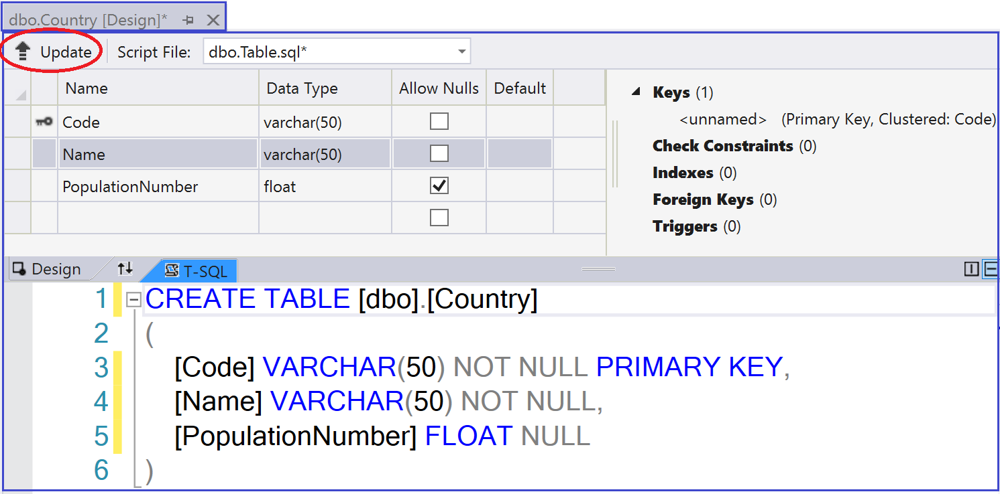 dbo.Country [Design]*
Update Script File: dbo.Table.sql*
Name Data Type Allow Nulls Default
Code varchar(50)
Name varchar(50)
PopulationNumber float
Keys (1)
<unnamed> (Primary Key, Clustered: Code)
Check Constraints (0)
Indexes (0)
Foreign Keys (0)
Triggers (0)
Design T-SQL
1 CREATE TABLE [dbo].[Country]
2 (
3 [Code] VARCHAR(50) NOT NULL PRIMARY KEY,
4 [Name] VARCHAR(50) NOT NULL,
5 [PopulationNumber] FLOAT NULL
6 )